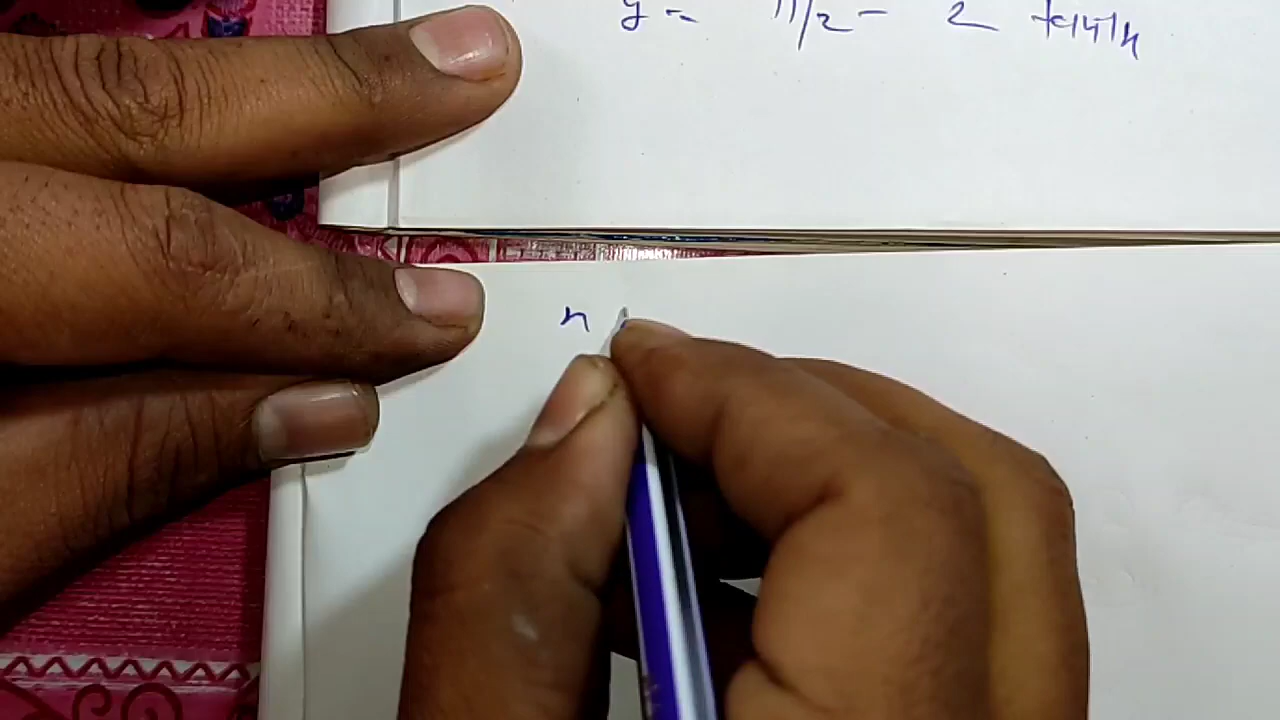 y = π/2 - 2 tan⁻¹x
x